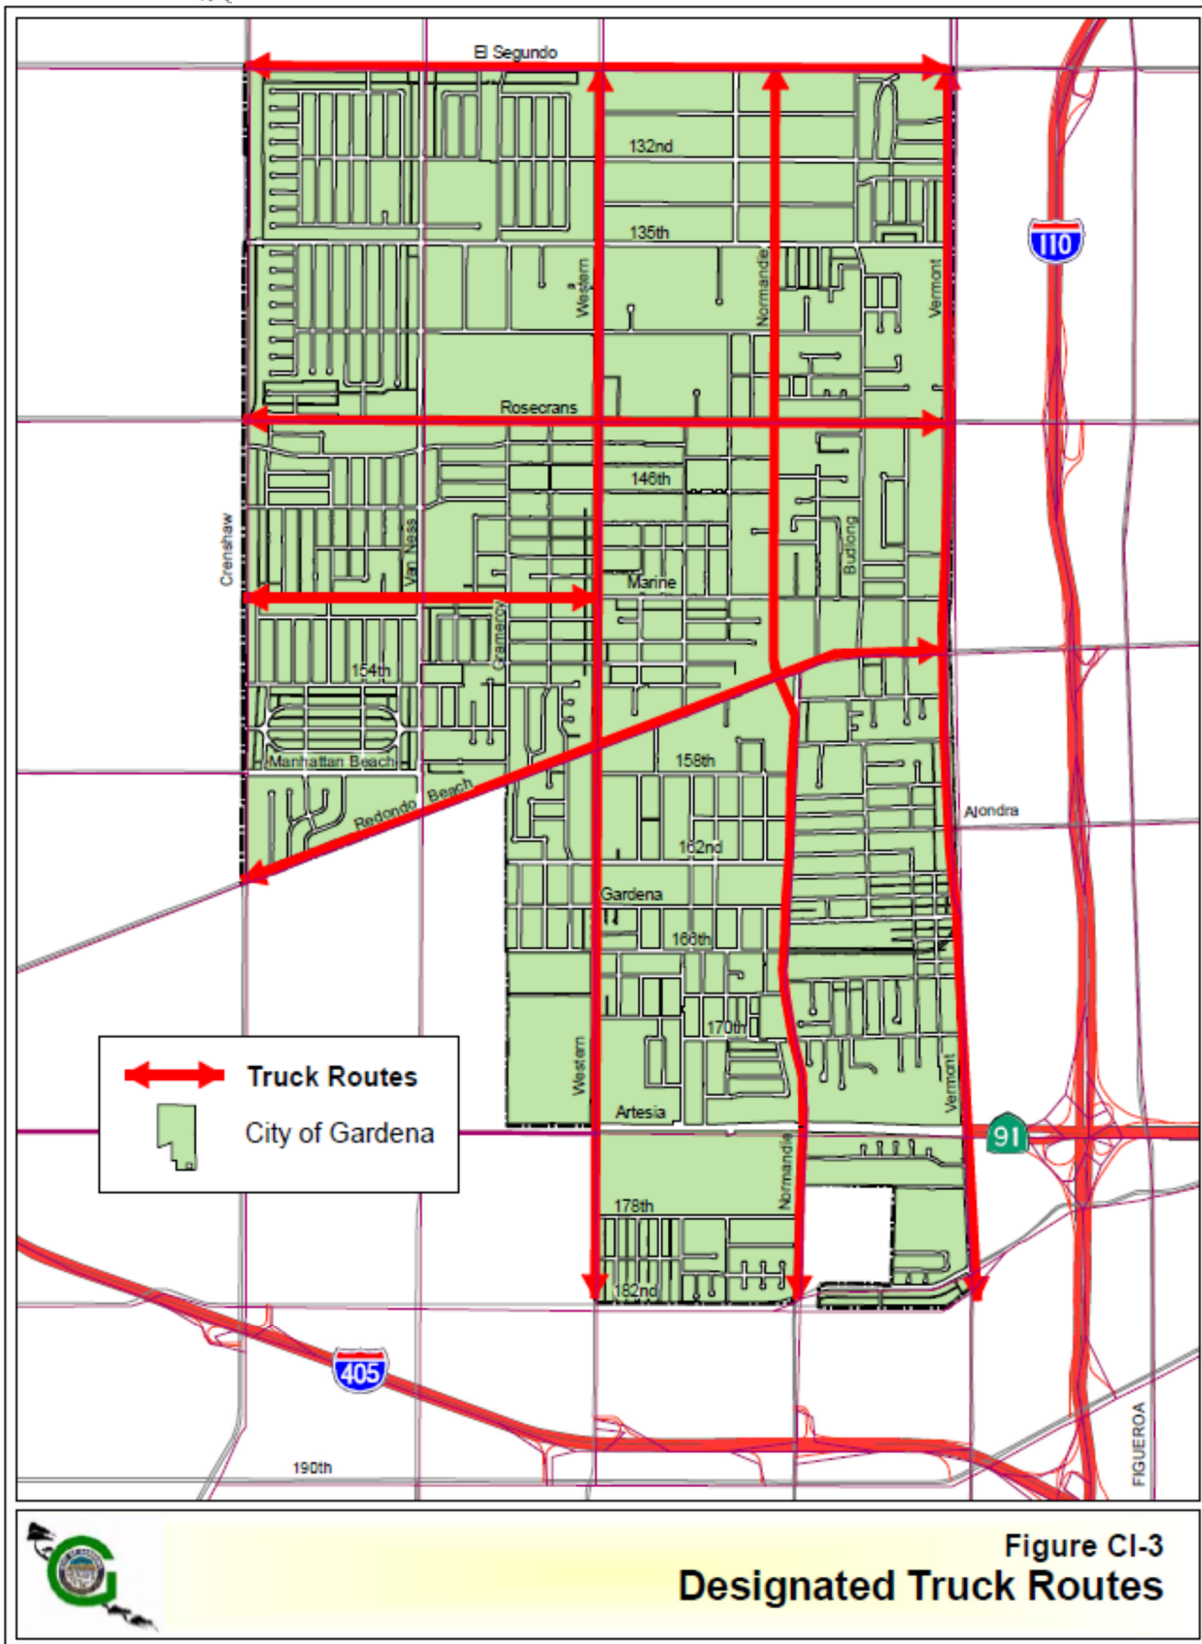 El Segundo
132nd
135th
110
Western
Normandie
Vermont
Rosecrans
146th
Crenshaw
Van Ness
Budlong
Marine
Gramercy
154th
Manhattan Beach
158th
Redondo Beach
Alondra
162nd
Gardena
166th
170th
Western
Vermont
Truck Routes
Artesia
City of Gardena
91
Normandie
178th
182nd
405
FIGUEROA
190th
Figure CI-3
Designated Truck Routes